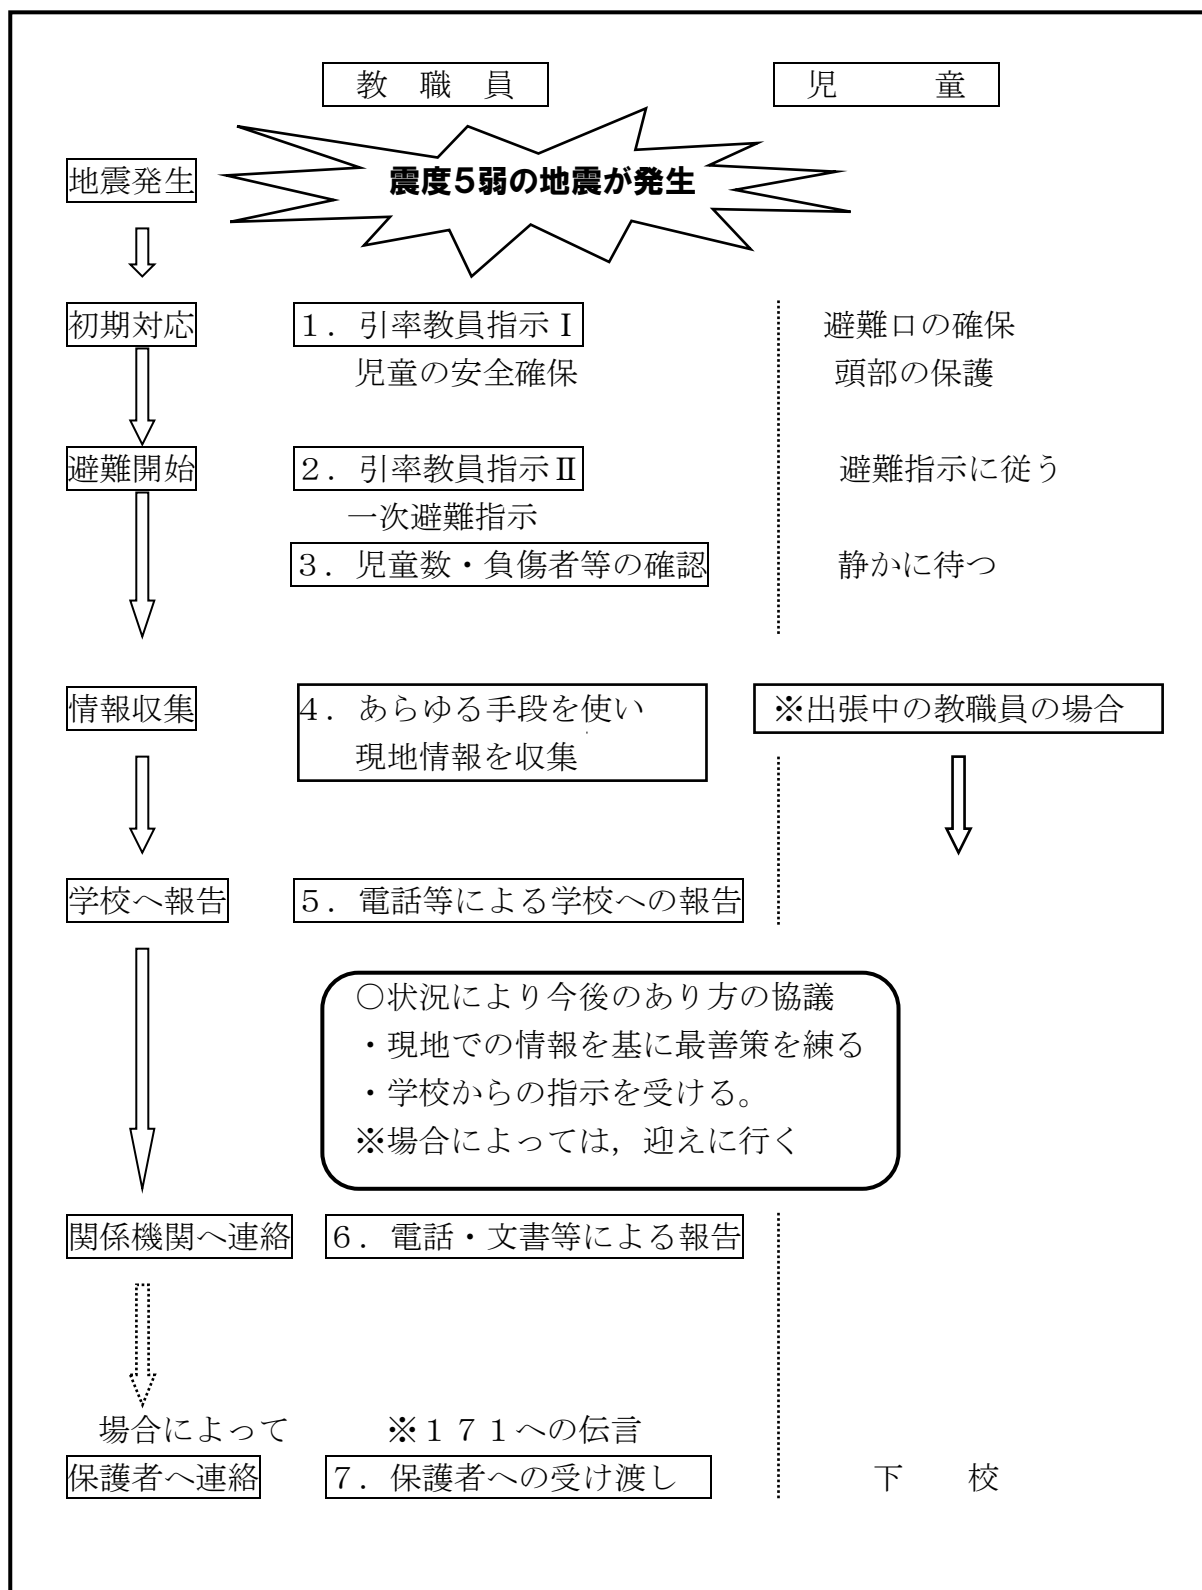 教　職　員
児　　　童
震度５弱の地震が発生
地震発生
初期対応
１．引率教員指示Ⅰ
避難口の確保
児童の安全確保
頭部の保護
避難開始
２．引率教員指示Ⅱ
避難指示に従う
一次避難指示
３．児童数・負傷者等の確認
静かに待つ
情報収集
４．あらゆる手段を使い
現地情報を収集
※出張中の教職員の場合
学校へ報告
５．電話等による学校への報告
○状況により今後のあり方の協議
・現地での情報を基に最善策を練る
・学校からの指示を受ける。
※場合によっては，迎えに行く
関係機関へ連絡
６．電話・文書等による報告
場合によって
※１７１への伝言
保護者へ連絡
７．保護者への受け渡し
下　　校